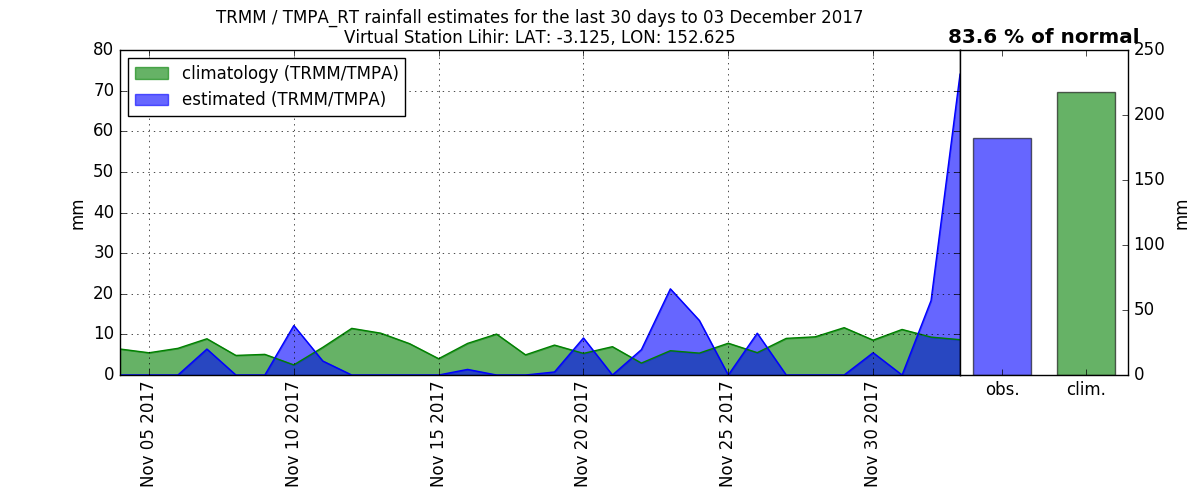 TRMM / TMPA_RT rainfall estimates for the last 30 days to 03 December 2017
Virtual Station Lihir: LAT: -3.125, LON: 152.625
83.6 % of normal
climatology (TRMM/TMPA)
estimated (TRMM/TMPA)
80
70
60
50
40
30
20
10
0
mm
Nov 05 2017
Nov 10 2017
Nov 15 2017
Nov 20 2017
Nov 25 2017
Nov 30 2017
obs.
clim.
250
200
150
100
50
0
mm